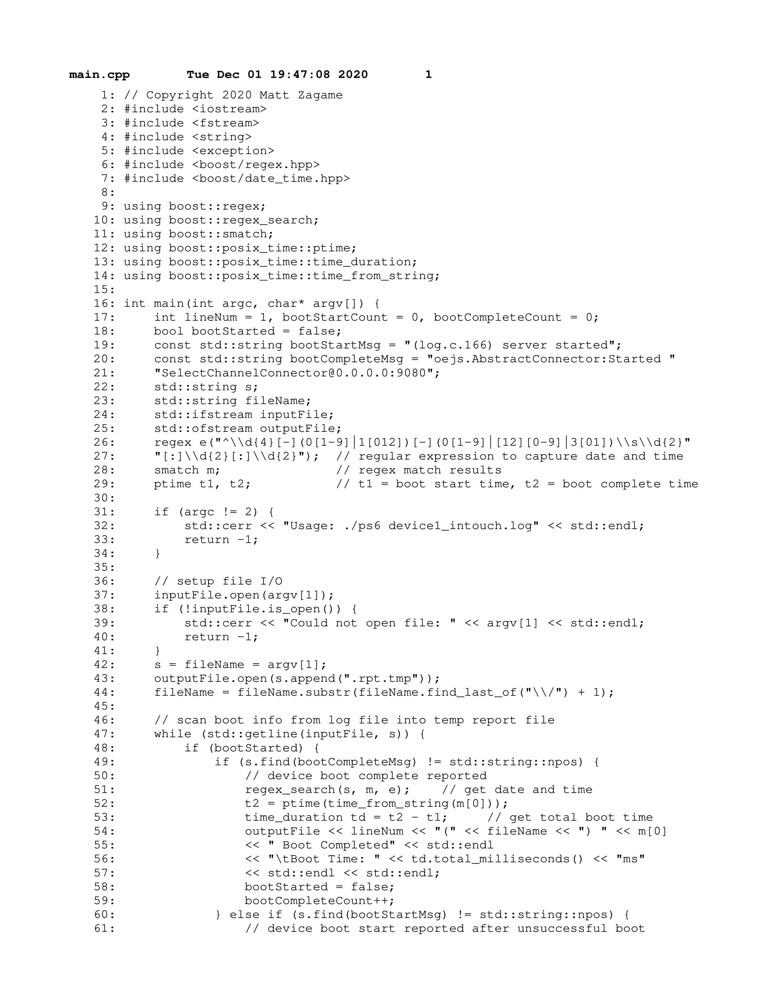 main.cpp        Tue Dec 01 19:47:08 2020        1
    1: // Copyright 2020 Matt Zagame
    2: #include <iostream>
    3: #include <fstream>
    4: #include <string>
    5: #include <exception>
    6: #include <boost/regex.hpp>
    7: #include <boost/date_time.hpp>
    8:
    9: using boost::regex;
   10: using boost::regex_search;
   11: using boost::smatch;
   12: using boost::posix_time::ptime;
   13: using boost::posix_time::time_duration;
   14: using boost::posix_time::time_from_string;
   15:
   16: int main(int argc, char* argv[]) {
   17:     int lineNum = 1, bootStartCount = 0, bootCompleteCount = 0;
   18:     bool bootStarted = false;
   19:     const std::string bootStartMsg = "(log.c.166) server started";
   20:     const std::string bootCompleteMsg = "oejs.AbstractConnector:Started "
   21:     "SelectChannelConnector@0.0.0.0:9080";
   22:     std::string s;
   23:     std::string fileName;
   24:     std::ifstream inputFile;
   25:     std::ofstream outputFile;
   26:     regex e("^\\d{4}[-](0[1-9]|1[012])[-](0[1-9]|[12][0-9]|3[01])\\s\\d{2}"
   27:     "[:]\\d{2}[:]\\d{2}");  // regular expression to capture date and time
   28:     smatch m;               // regex match results
   29:     ptime t1, t2;           // t1 = boot start time, t2 = boot complete time
   30:
   31:     if (argc != 2) {
   32:         std::cerr << "Usage: ./ps6 device1_intouch.log" << std::endl;
   33:         return -1;
   34:     }
   35:
   36:     // setup file I/O
   37:     inputFile.open(argv[1]);
   38:     if (!inputFile.is_open()) {
   39:         std::cerr << "Could not open file: " << argv[1] << std::endl;
   40:         return -1;
   41:     }
   42:     s = fileName = argv[1];
   43:     outputFile.open(s.append(".rpt.tmp"));
   44:     fileName = fileName.substr(fileName.find_last_of("\\/") + 1);
   45:
   46:     // scan boot info from log file into temp report file
   47:     while (std::getline(inputFile, s)) {
   48:         if (bootStarted) {
   49:             if (s.find(bootCompleteMsg) != std::string::npos) {
   50:                 // device boot complete reported
   51:                 regex_search(s, m, e);    // get date and time
   52:                 t2 = ptime(time_from_string(m[0]));
   53:                 time_duration td = t2 - t1;     // get total boot time
   54:                 outputFile << lineNum << "(" << fileName << ") " << m[0]
   55:                 << " Boot Completed" << std::endl
   56:                 << "\tBoot Time: " << td.total_milliseconds() << "ms"
   57:                 << std::endl << std::endl;
   58:                 bootStarted = false;
   59:                 bootCompleteCount++;
   60:             } else if (s.find(bootStartMsg) != std::string::npos) {
   61:                 // device boot start reported after unsuccessful boot